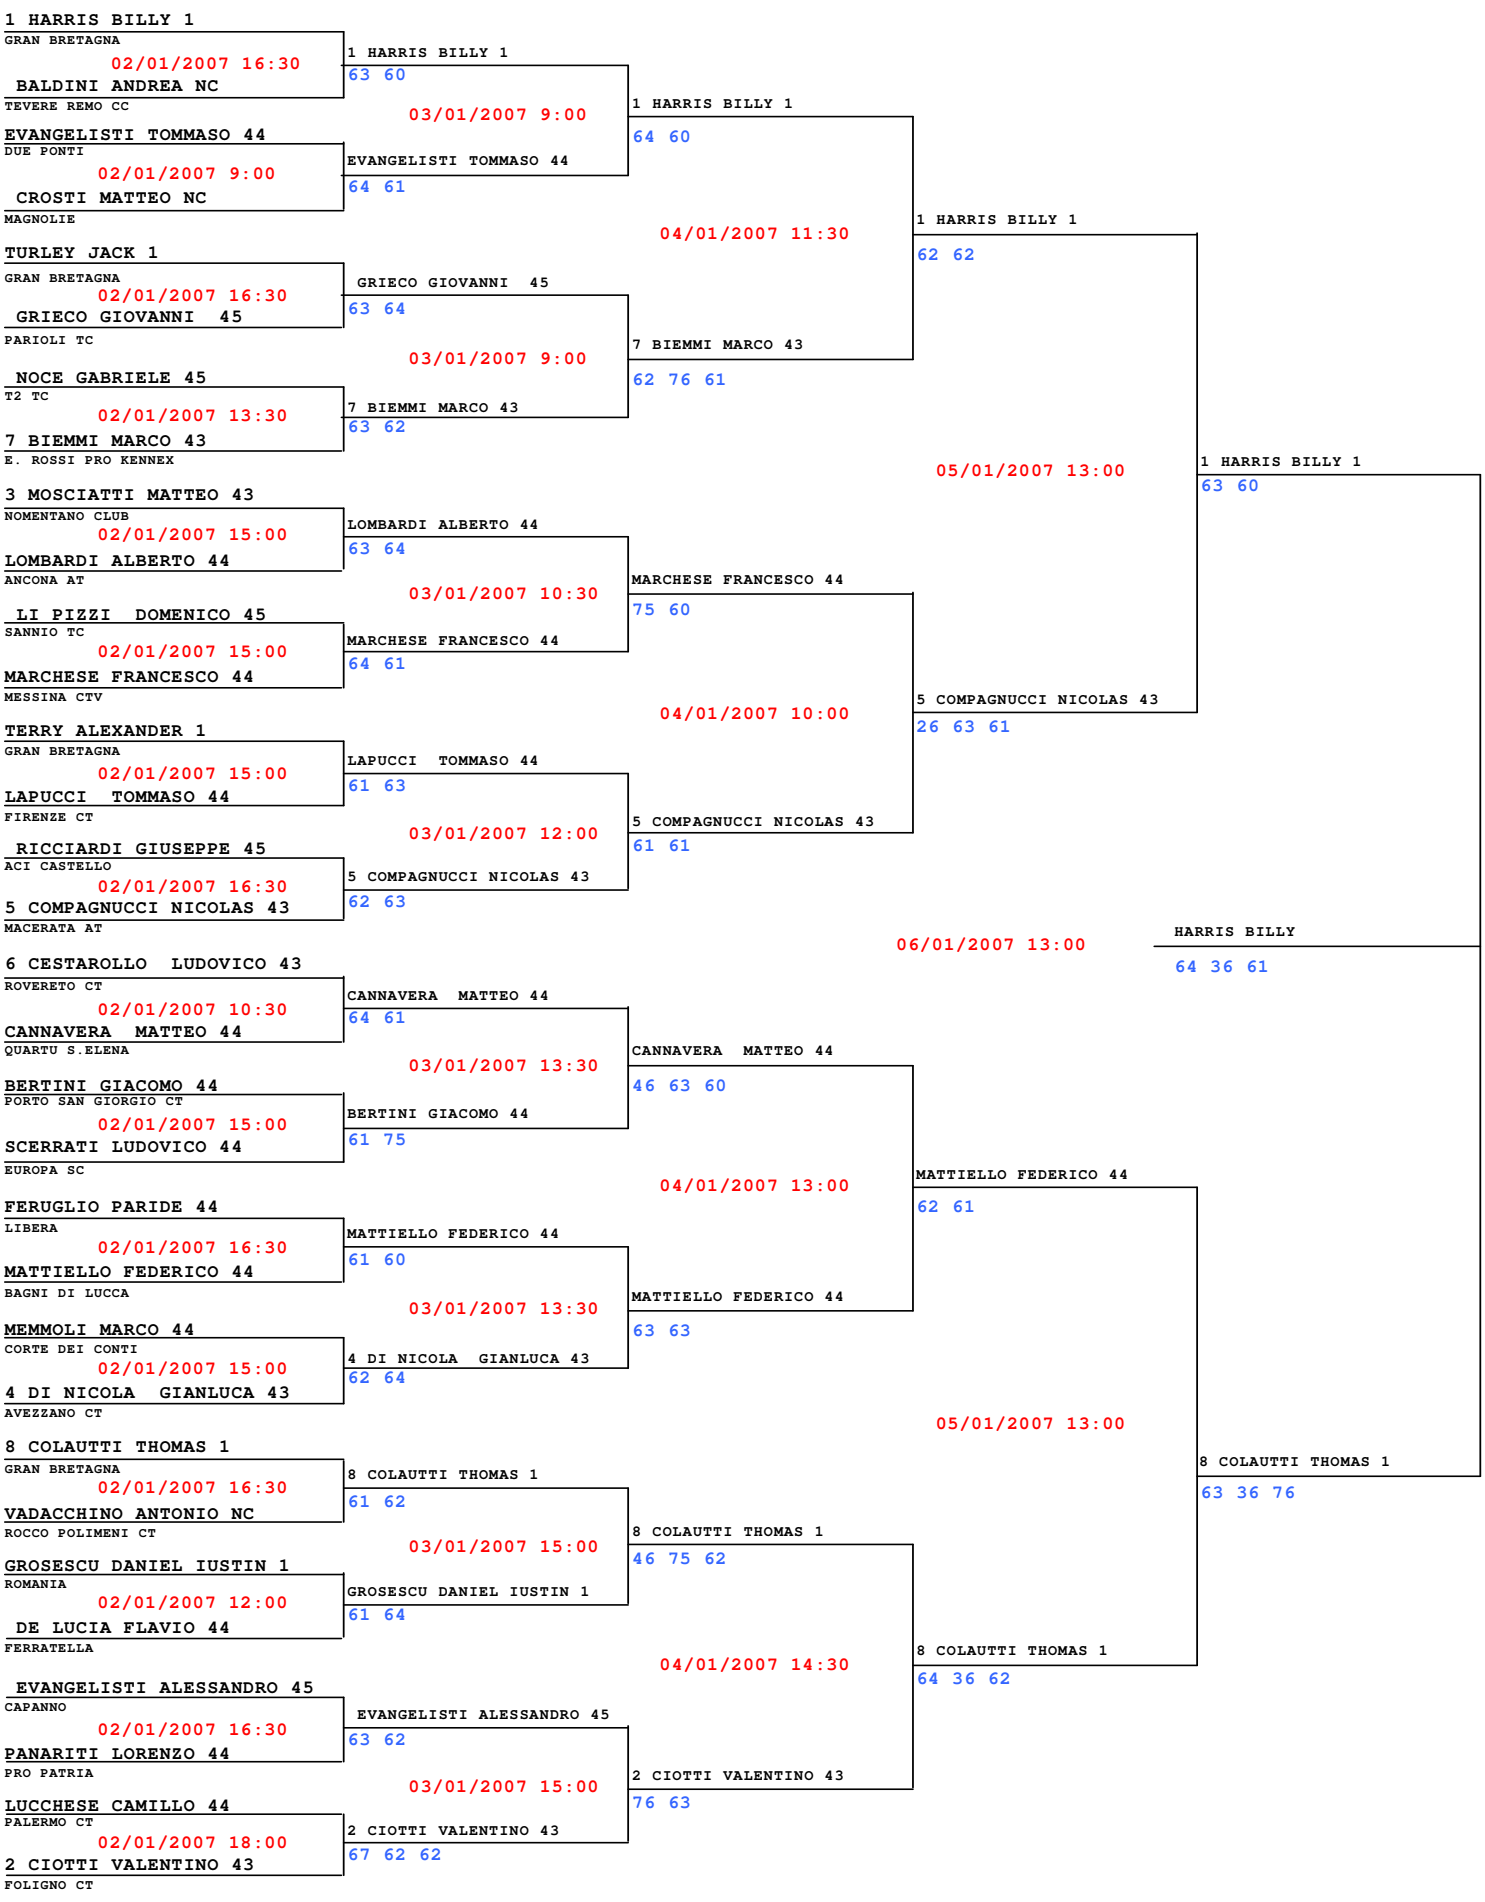 1 HARRIS BILLY 1
GRAN BRETAGNA
02/01/2007 16:30
BALDINI ANDREA NC
TEVERE REMO CC
EVANGELISTI TOMMASO 44
DUE PONTI
02/01/2007 9:00
CROSTI MATTEO NC
MAGNOLIE
TURLEY JACK 1
GRAN BRETAGNA
02/01/2007 16:30
GRIECO GIOVANNI 45
PARIOLI TC
NOCE GABRIELE 45
T2 TC
02/01/2007 13:30
7 BIEMMI MARCO 43
E. ROSSI PRO KENNEX
3 MOSCIATTI MATTEO 43
NOMENTANO CLUB
02/01/2007 15:00
LOMBARDI ALBERTO 44
ANCONA AT
LI PIZZI DOMENICO 45
SANNIO TC
02/01/2007 15:00
MARCHESE FRANCESCO 44
MESSINA CTV
TERRY ALEXANDER 1
GRAN BRETAGNA
02/01/2007 15:00
LAPUCCI TOMMASO 44
FIRENZE CT
RICCIARDI GIUSEPPE 45
ACI CASTELLO
02/01/2007 16:30
5 COMPAGNUCCI NICOLAS 43
MACERATA AT
6 CESTAROLLO LUDOVICO 43
ROVERETO CT
02/01/2007 10:30
CANNAVERA MATTEO 44
QUARTU S.ELENA
BERTINI GIACOMO 44
PORTO SAN GIORGIO CT
02/01/2007 15:00
SCERRATI LUDOVICO 44
EUROPA SC
FERUGLIO PARIDE 44
LIBERA
02/01/2007 16:30
MATTIELLO FEDERICO 44
BAGNI DI LUCCA
MEMMOLI MARCO 44
CORTE DEI CONTI
02/01/2007 15:00
4 DI NICOLA GIANLUCA 43
AVEZZANO CT
8 COLAUTTI THOMAS 1
GRAN BRETAGNA
02/01/2007 16:30
VADACCHINO ANTONIO NC
ROCCO POLIMENI CT
GROSESCU DANIEL IUSTIN 1
ROMANIA
02/01/2007 12:00
DE LUCIA FLAVIO 44
FERRATELLA
EVANGELISTI ALESSANDRO 45
CAPANNO
02/01/2007 16:30
PANARITI LORENZO 44
PRO PATRIA
LUCCHESE CAMILLO 44
PALERMO CT
02/01/2007 18:00
2 CIOTTI VALENTINO 43
FOLIGNO CT
1 HARRIS BILLY 1
63 60
03/01/2007 9:00
EVANGELISTI TOMMASO 44
64 61
GRIECO GIOVANNI 45
63 64
03/01/2007 9:00
7 BIEMMI MARCO 43
63 62
LOMBARDI ALBERTO 44
63 64
03/01/2007 10:30
MARCHESE FRANCESCO 44
64 61
LAPUCCI TOMMASO 44
61 63
03/01/2007 12:00
5 COMPAGNUCCI NICOLAS 43
62 63
CANNAVERA MATTEO 44
64 61
03/01/2007 13:30
BERTINI GIACOMO 44
61 75
MATTIELLO FEDERICO 44
61 60
03/01/2007 13:30
4 DI NICOLA GIANLUCA 43
62 64
8 COLAUTTI THOMAS 1
61 62
03/01/2007 15:00
GROSESCU DANIEL IUSTIN 1
61 64
EVANGELISTI ALESSANDRO 45
63 62
03/01/2007 15:00
2 CIOTTI VALENTINO 43
67 62 62
1 HARRIS BILLY 1
64 60
04/01/2007 11:30
7 BIEMMI MARCO 43
62 76 61
MARCHESE FRANCESCO 44
75 60
04/01/2007 10:00
5 COMPAGNUCCI NICOLAS 43
61 61
CANNAVERA MATTEO 44
46 63 60
04/01/2007 13:00
MATTIELLO FEDERICO 44
63 63
8 COLAUTTI THOMAS 1
46 75 62
04/01/2007 14:30
2 CIOTTI VALENTINO 43
76 63
1 HARRIS BILLY 1
62 62
05/01/2007 13:00
5 COMPAGNUCCI NICOLAS 43
26 63 61
MATTIELLO FEDERICO 44
62 61
05/01/2007 13:00
8 COLAUTTI THOMAS 1
64 36 62
1 HARRIS BILLY 1
63 60
06/01/2007 13:00
HARRIS BILLY
64 36 61
8 COLAUTTI THOMAS 1
63 36 76